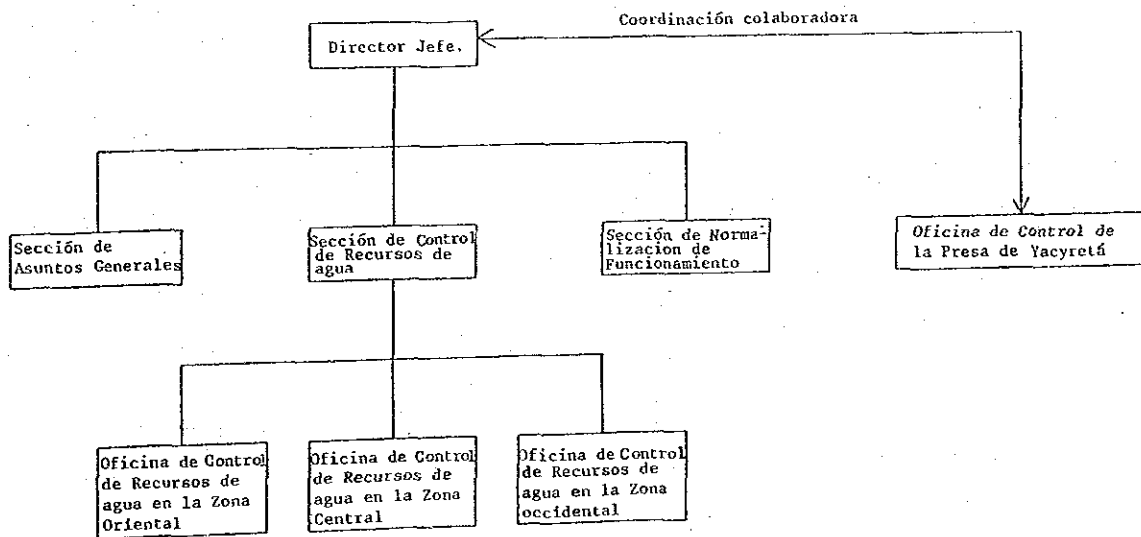 Coordinación colaboradora
Director Jefe.
Sección de
Asuntos Generales
Sección de Control
de Recursos de
agua
Sección de Norma-
lizacion de
Funcionamiento
Oficina de Control de
la Presa de Yacyretá
Oficina de Control
de Recursos de
agua en la Zona
Oriental
Oficina de Control
de Recursos de
agua en la Zona
Central
Oficina de Control
de Recursos de
agua en la Zona
occidental